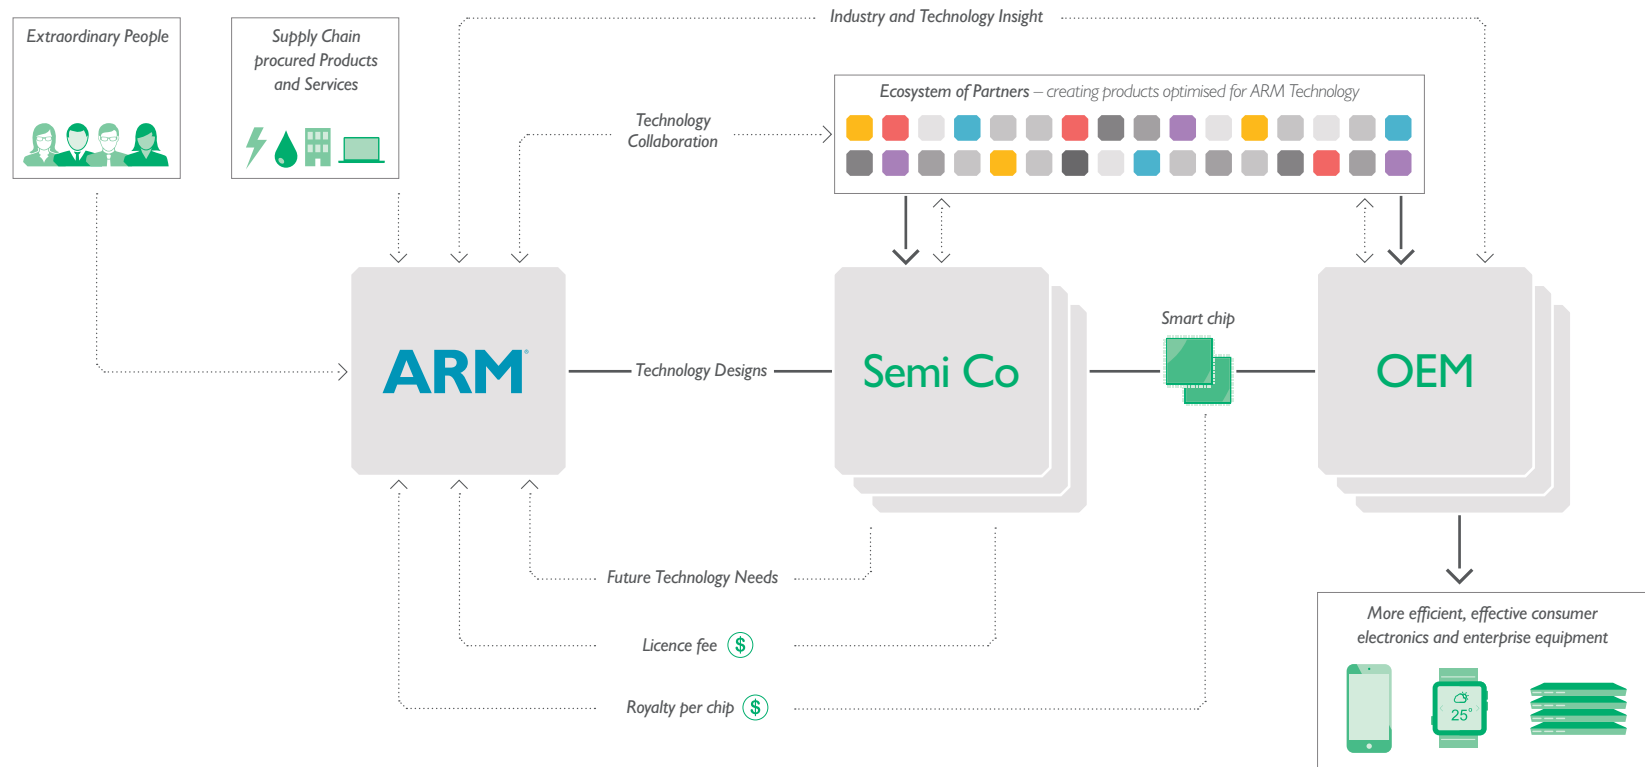 Industry and Technology Insight
Extraordinary People
Supply Chain
procured Products
and Services
Ecosystem of Partners – creating products optimised for ARM Technology
Technology
Collaboration
Smart chip
ARM®
Technology Designs
Semi Co
OEM
Future Technology Needs
Licence fee $
Royalty per chip $
More efficient, effective consumer
electronics and enterprise equipment
25°